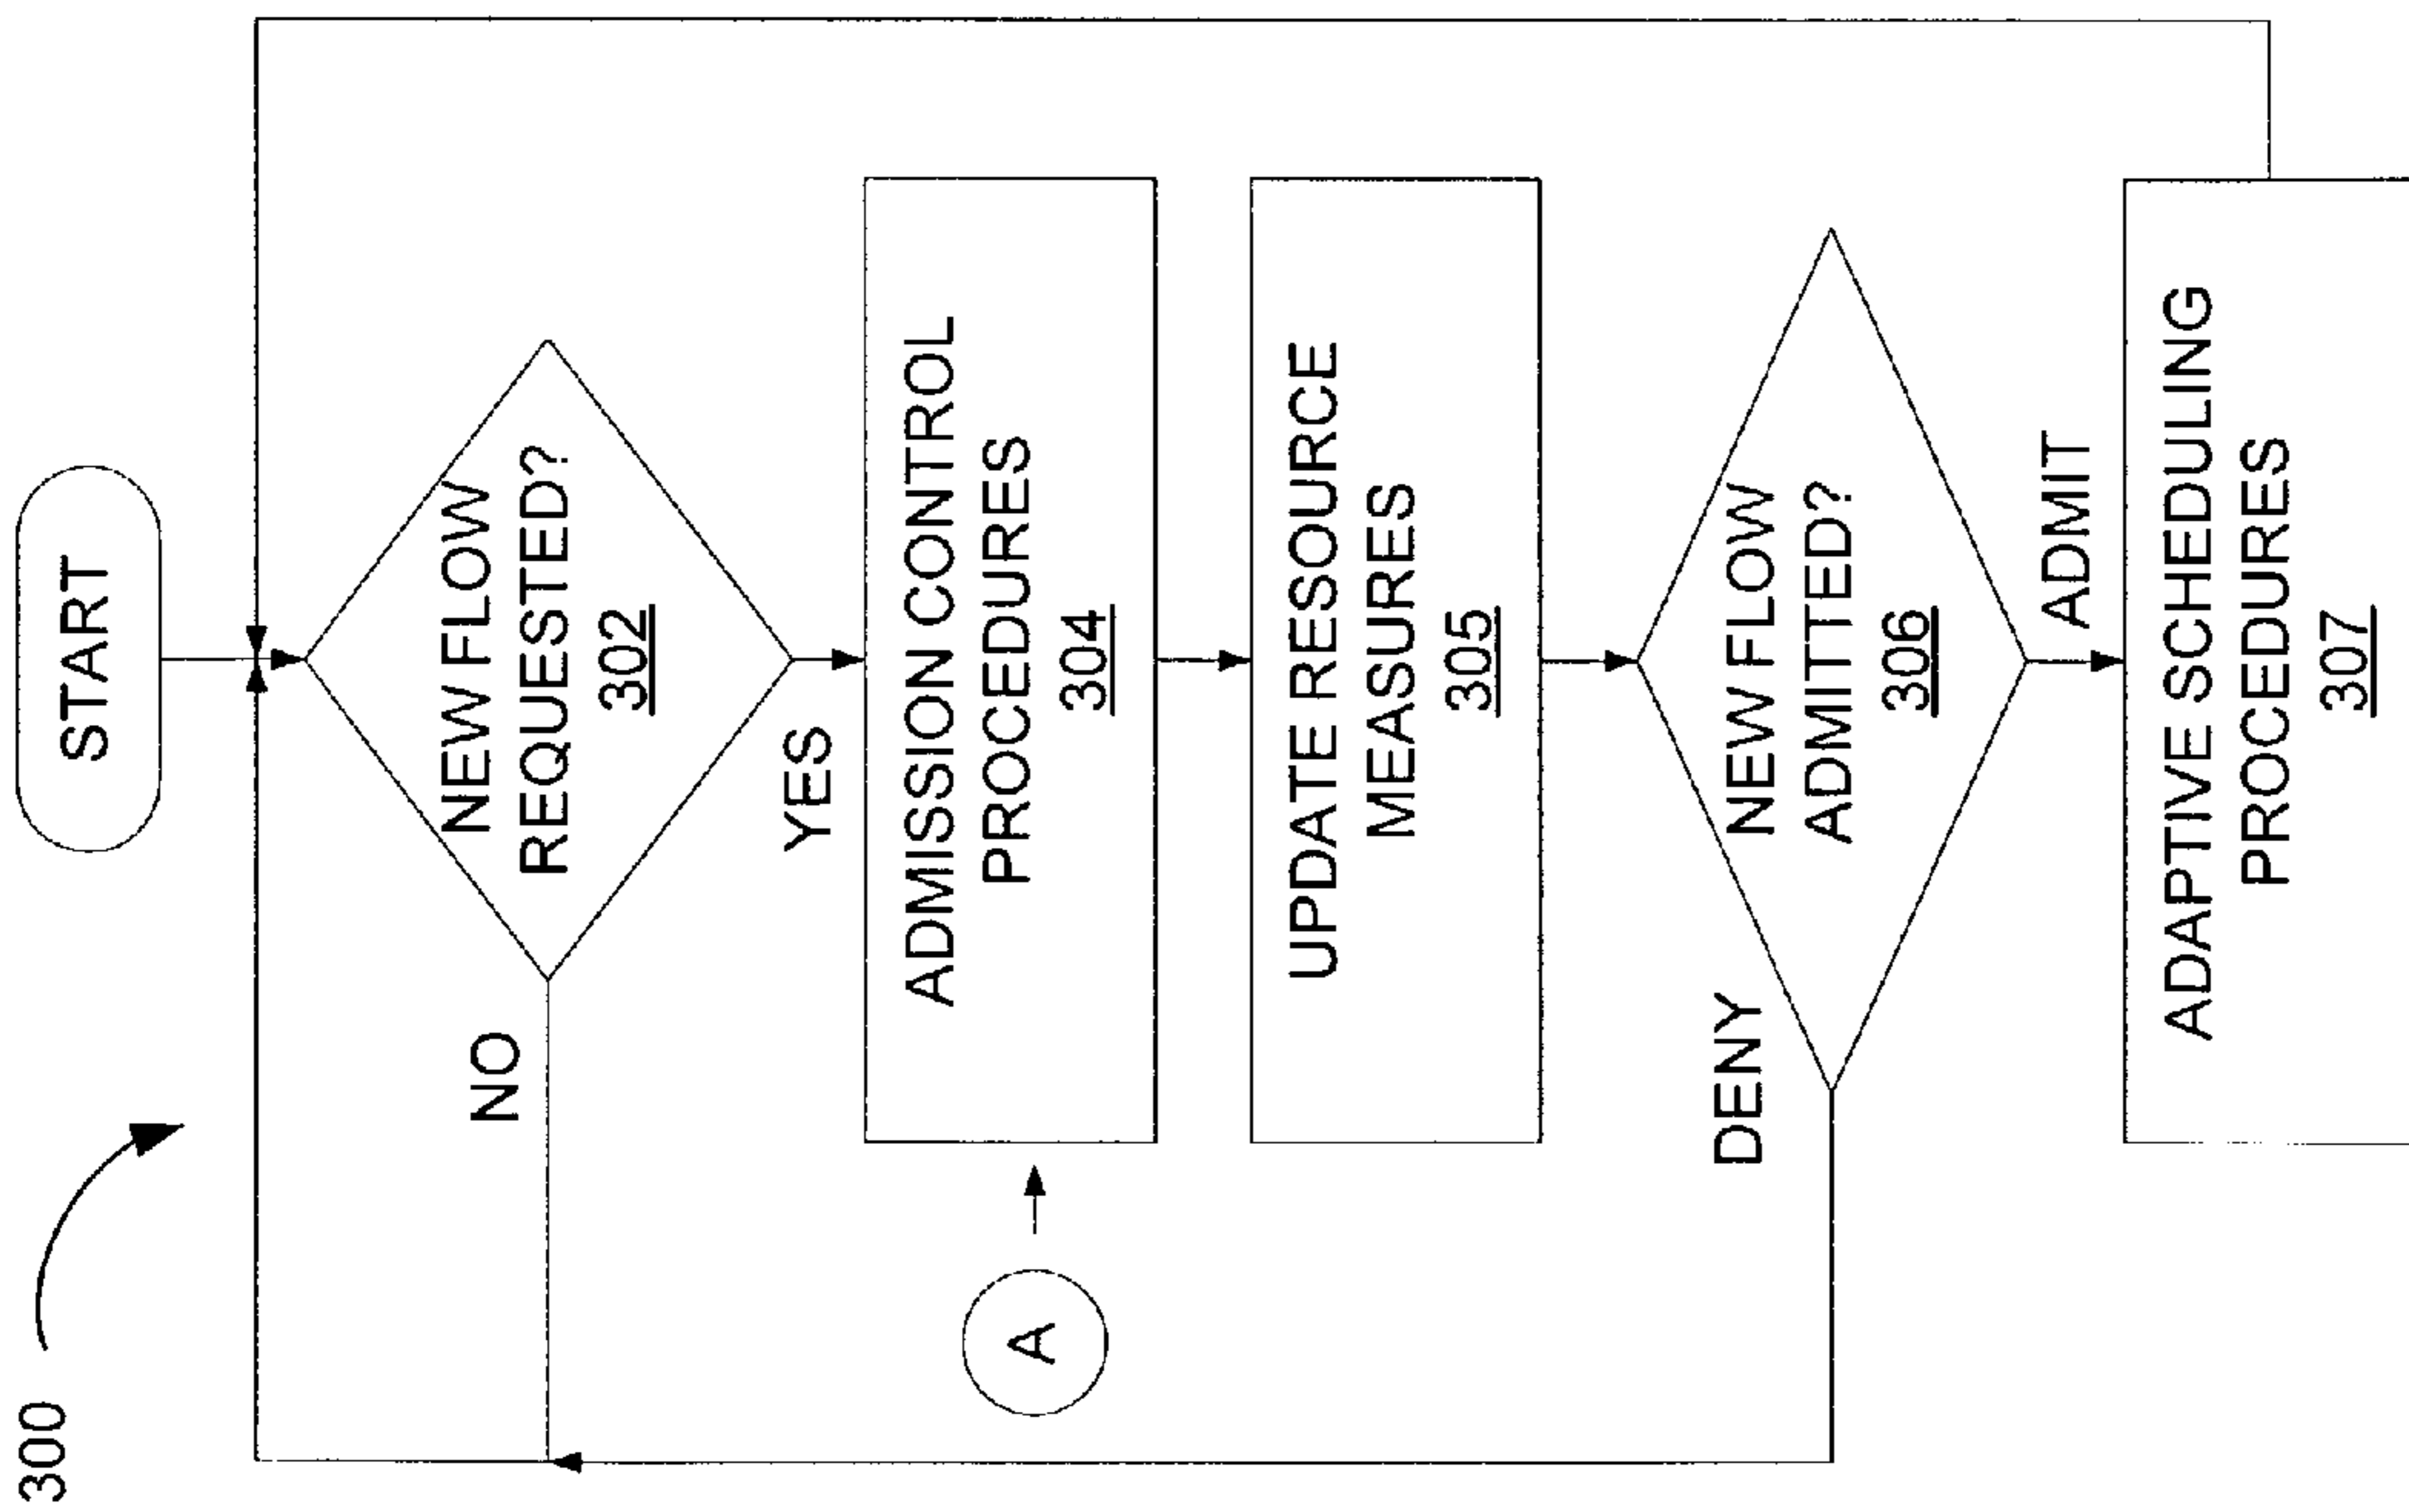 300
START
NEW FLOW
REQUESTED?
302
NO
YES
ADMISSION CONTROL
PROCEDURES
304
A
UPDATE RESOURCE
MEASURES
305
NEW FLOW
ADMITTED?
306
DENY
ADMIT
ADAPTIVE SCHEDULING
PROCEDURES
307